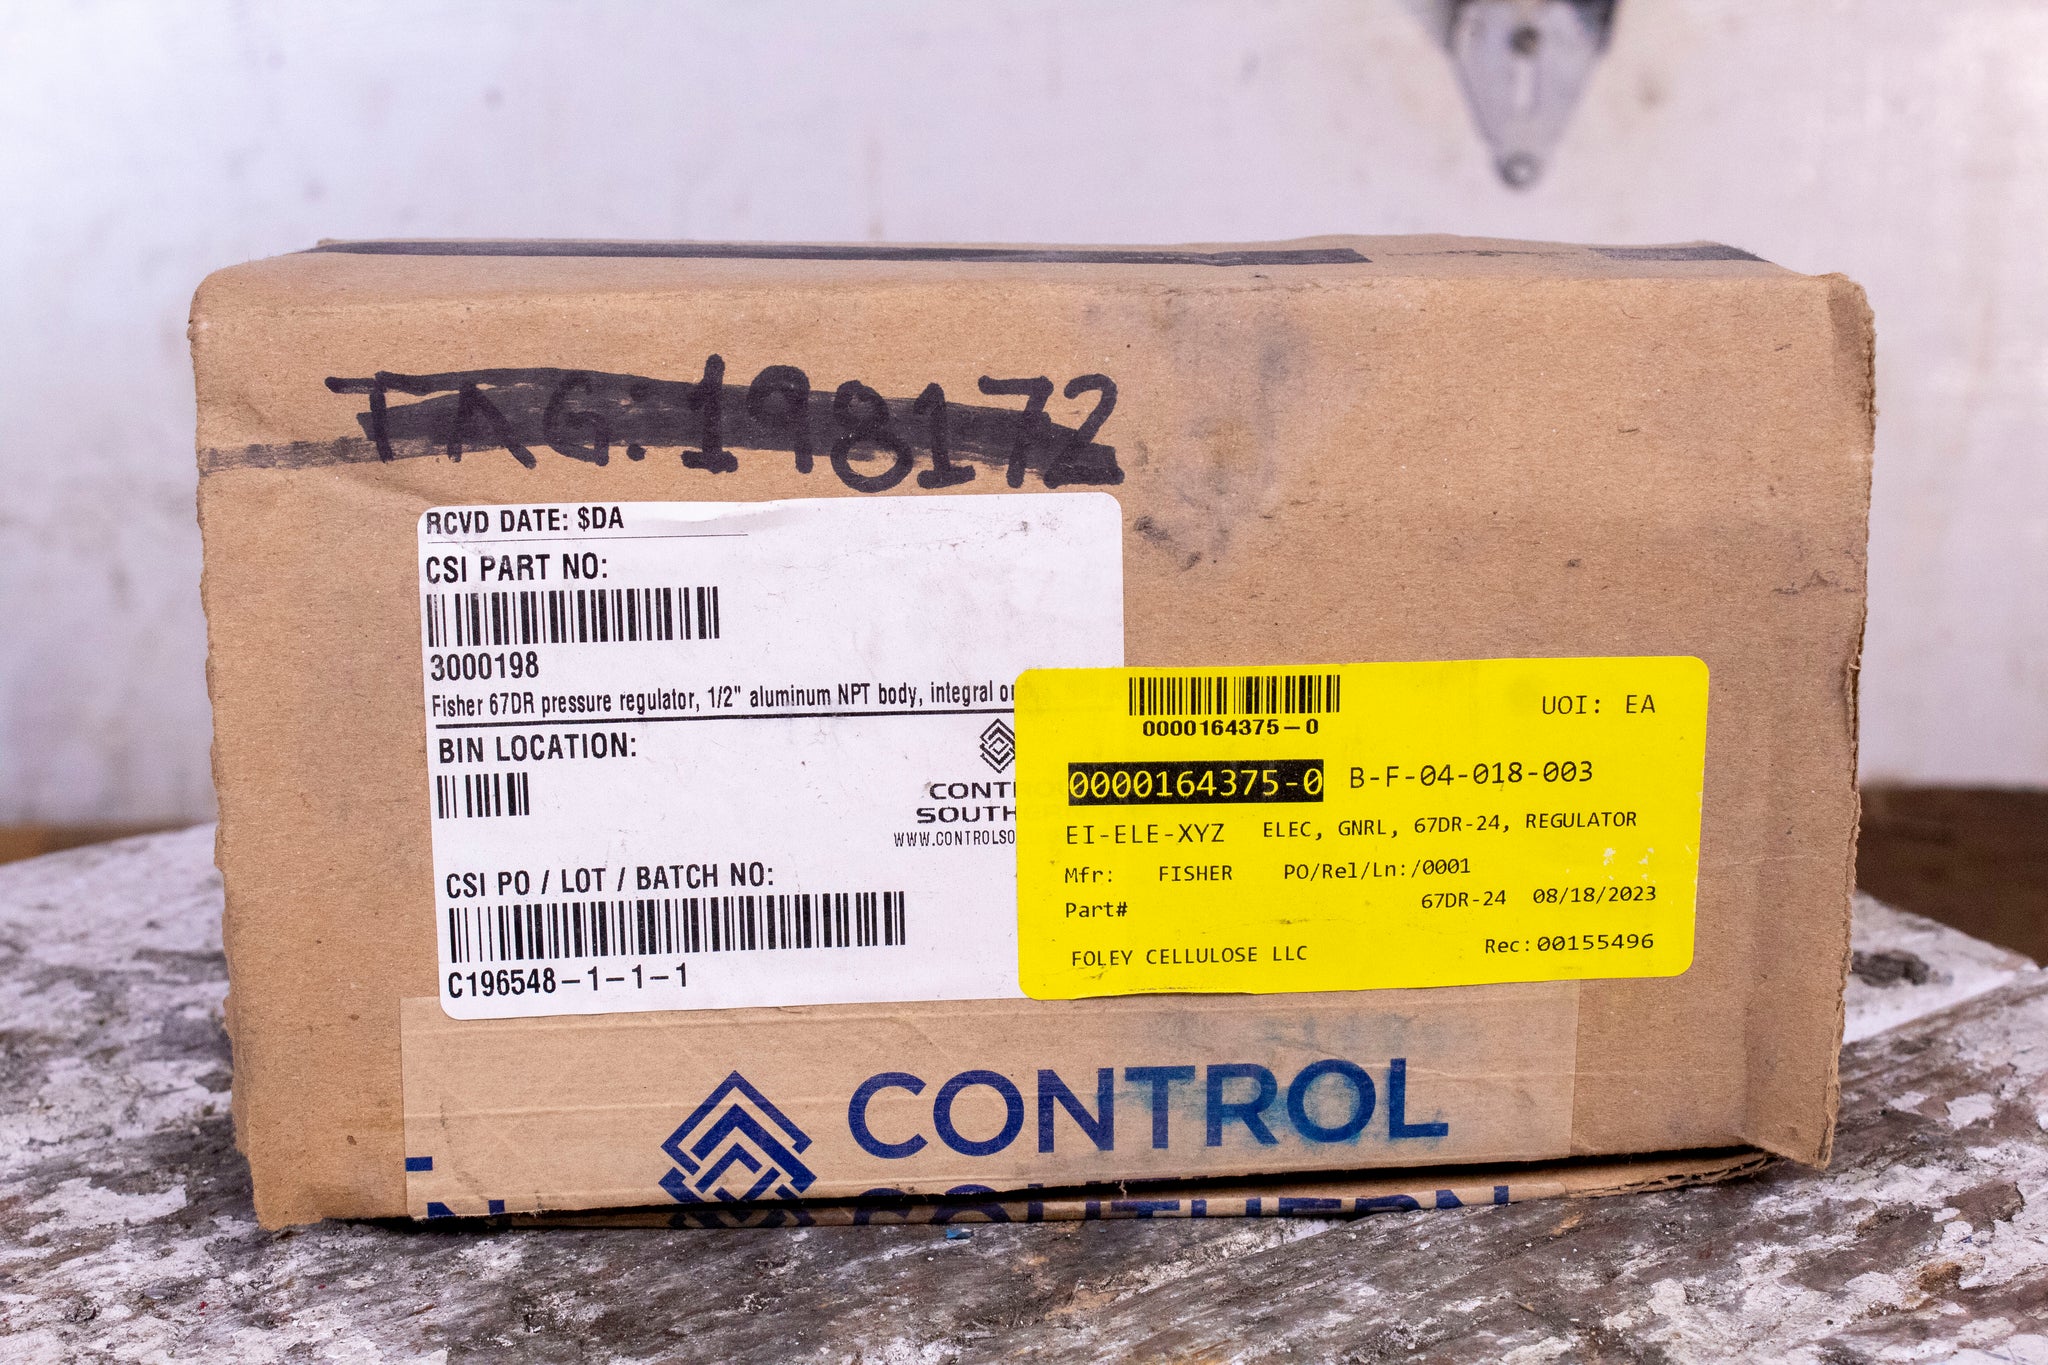 TAG: 198172
RCVD DATE: $DA
CSI PART NO:
3000198
Fisher 67DR pressure regulator, 1/2" aluminum NPT body, integral
BIN LOCATION:
CONTROL
SOUTHERN
WWW.CONTROLSO
CSI PO / LOT / BATCH NO:
C196548-1-1-1
0000164375-0
UOI: EA
0000164375-0 B-F-04-018-003
EI-ELE-XYZ ELEC, GNRL, 67DR-24, REGULATOR
Mfr: FISHER PO/Rel/Ln:/0001
Part# 67DR-24 08/18/2023
FOLEY CELLULOSE LLC Rec:00155496
CONTROL
SOUTHERN